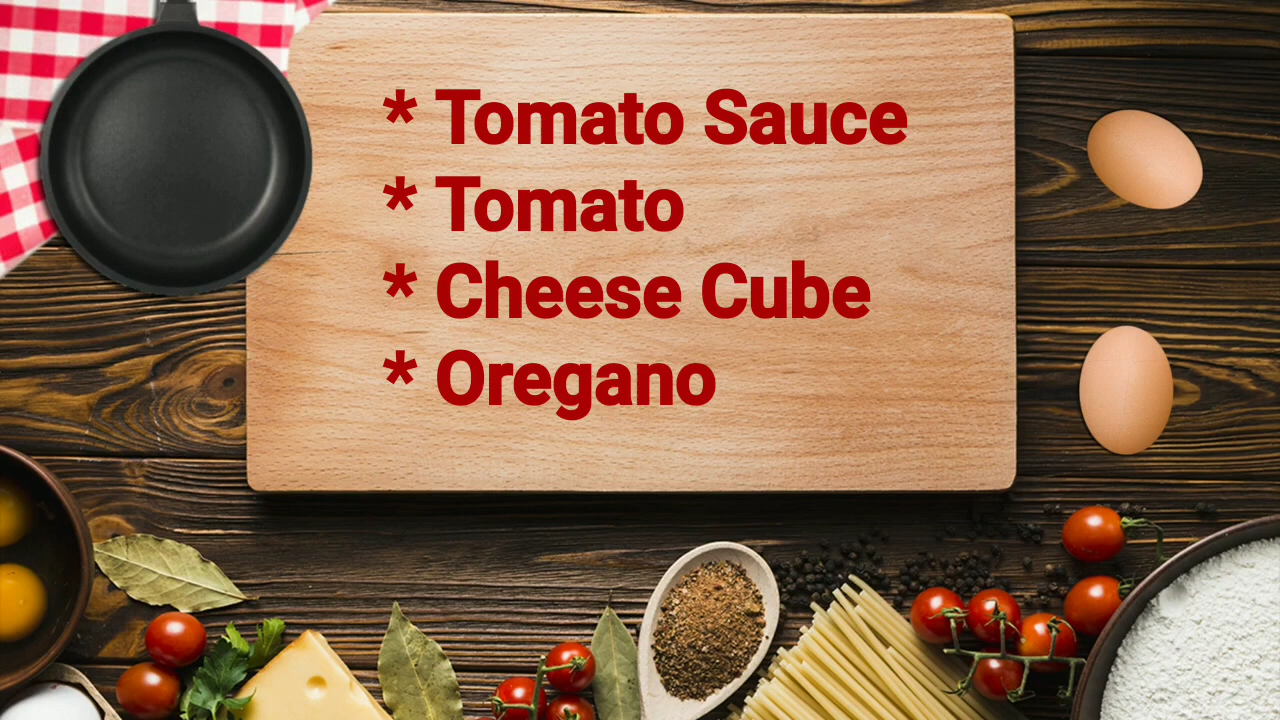 * Tomato Sauce
* Tomato
* Cheese Cube
* Oregano